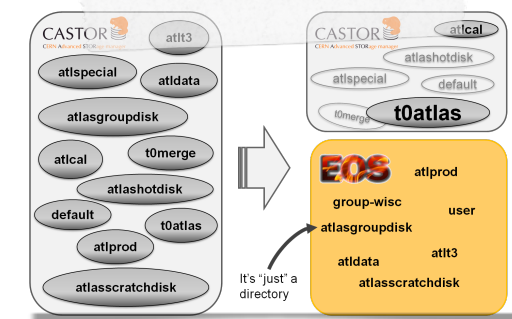 CASTOR
CERN Advanced STORage manager
atlt3
atlspecial
atldata
atlasgroupdisk
atlcal
t0merge
atlashotdisk
default
t0atlas
atlprod
atlasscratchdisk
CASTOR
CERN Advanced STORage manager
atlcal
atlashotdisk
atlspecial
default
t0merge
t0atlas
EOS
atlprod
group-wisc
user
atlasgroupdisk
atlt3
atldata
atlasscratchdisk
It's “just” a
directory